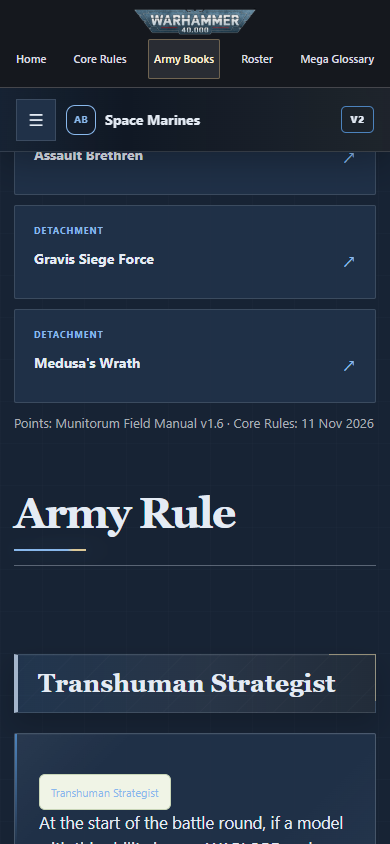 WARHAMMER
40,000
Home
Core Rules
Army Books
Roster
Mega Glossary
☰
AB
Space Marines
V2
Assault Brethren
↗
DETACHMENT
Gravis Siege Force
↗
DETACHMENT
Medusa's Wrath
↗
Points: Munitorum Field Manual v1.6 · Core Rules: 11 Nov 2026
Army Rule
Transhuman Strategist
Transhuman Strategist
At the start of the battle round, if a model